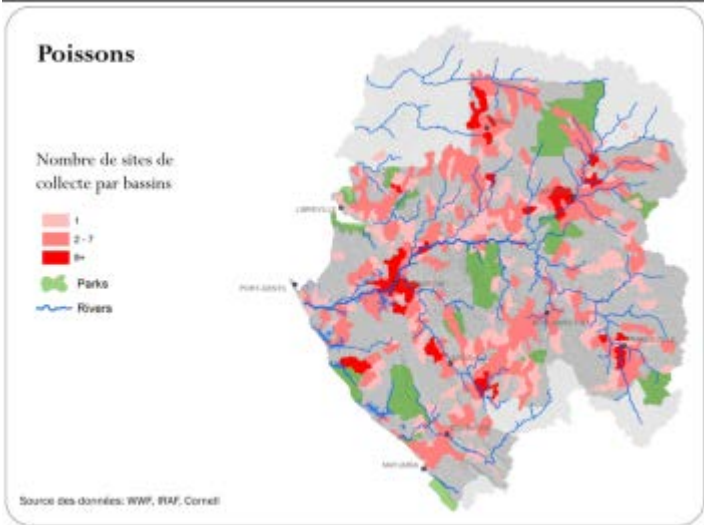 Poissons
Nombre de sites de
collecte par bassins
1
2 - 7
8+
Parks
Rivers
LIBREVILLE
PORT-GENTIL
Source des données: WWF, IRAF, Cornell